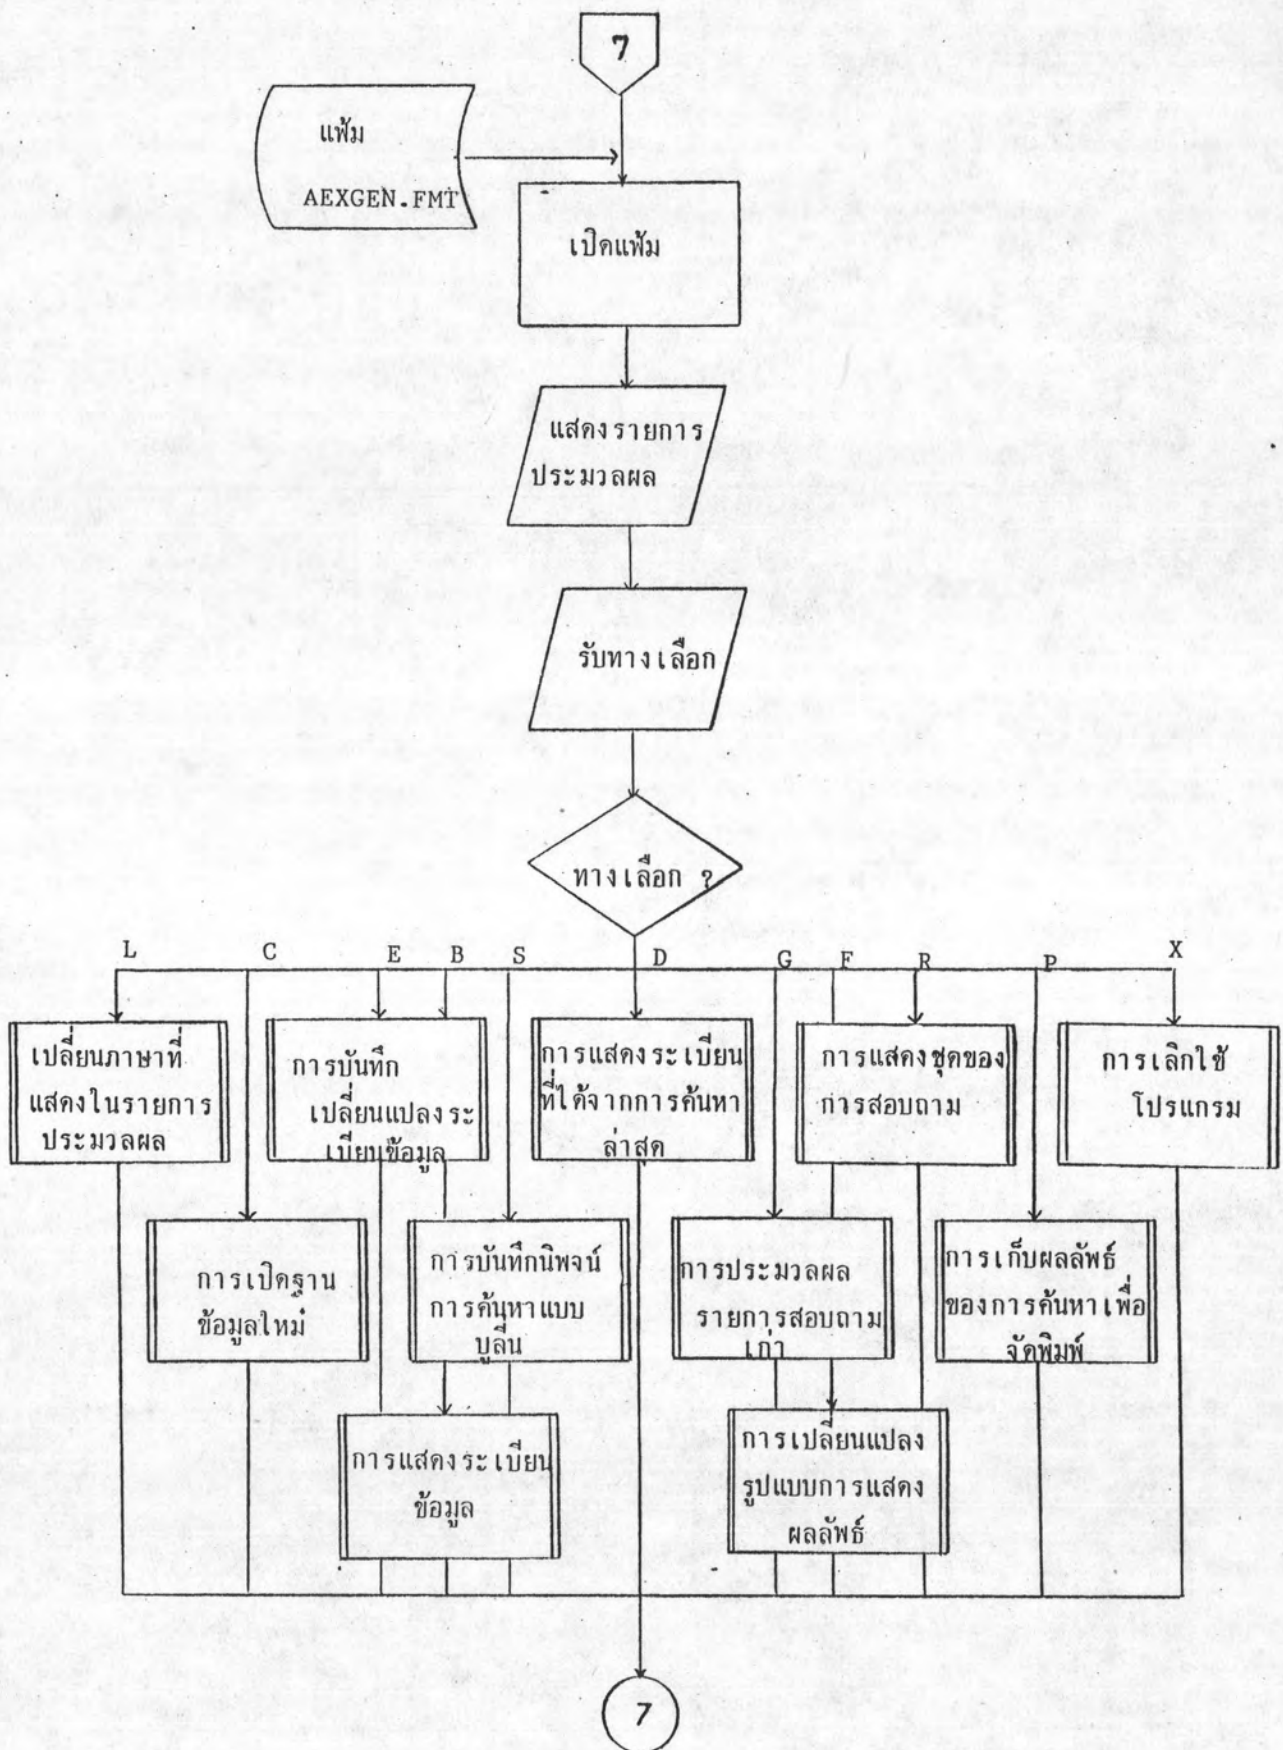 7
แฟ้ม
AEXGEN.FMT
เปิดแฟ้ม
แสดงรายการ
ประมวลผล
รับทางเลือก
ทางเลือก ?
L C E B S D G F R P X
เปลี่ยนภาษาที่
แสดงในรายการ
ประมวลผล
การบันทึก
เปลี่ยนแปลงระ
เบียนข้อมูล
การแสดงระเบียน
ที่ได้จากการค้นหา
ล่าสุด
การแสดงชุดของ
การสอบถาม
การเลิกใช้
โปรแกรม
การเปิดฐาน
ข้อมูลใหม่
การบันทึกนิพจน์
การค้นหาแบบ
บูลีน
การประมวลผล
รายการสอบถาม
เก่า
การเก็บผลลัพธ์
ของการค้นหาเพื่อ
จัดพิมพ์
การแสดงระเบียน
ข้อมูล
การเปลี่ยนแปลง
รูปแบบการแสดง
ผลลัพธ์
7